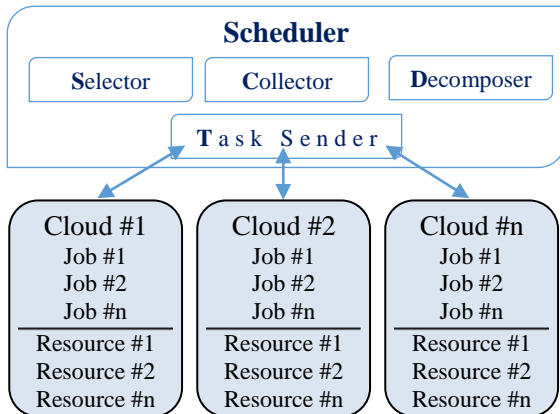 Scheduler
Selector
Collector
Decomposer
Task Sender
Cloud #1
Job #1
Job #2
Job #n
Resource #1
Resource #2
Resource #n
Cloud #2
Job #1
Job #2
Job #n
Resource #1
Resource #2
Resource #n
Cloud #n
Job #1
Job #2
Job #n
Resource #1
Resource #2
Resource #n